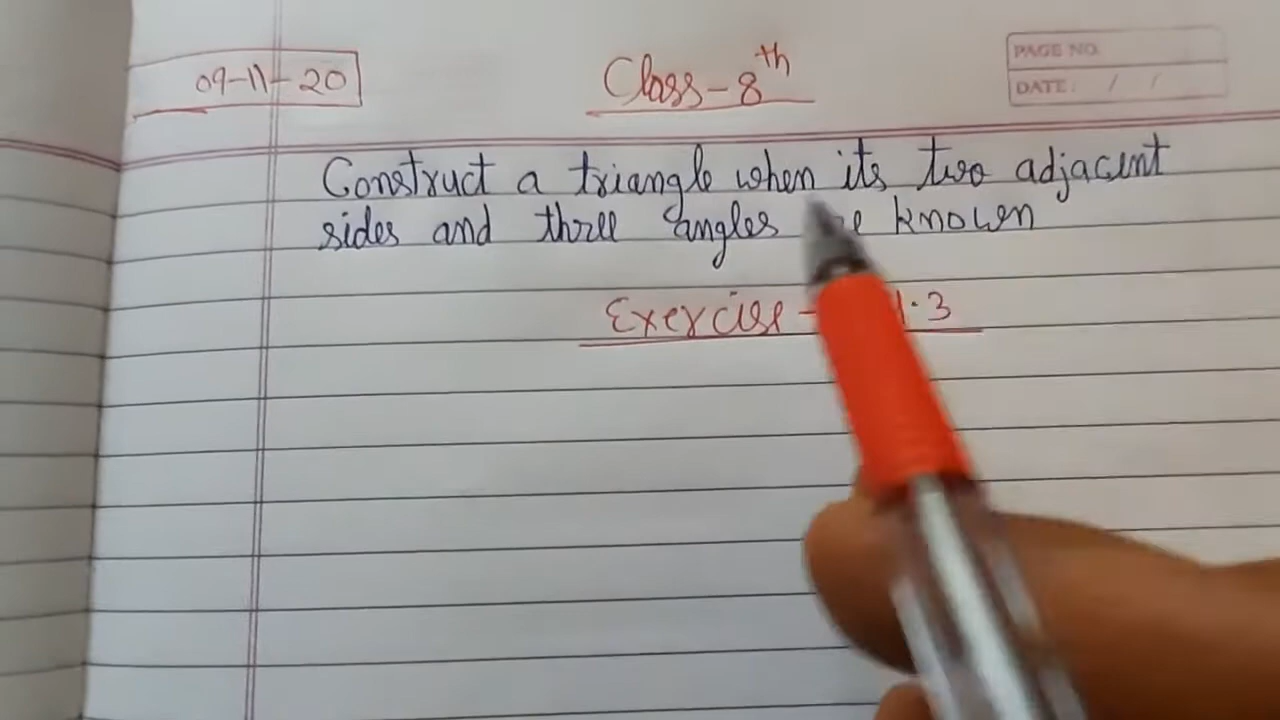 09-11-20
Class-8th
PAGE NO.
DATE: / /
Construct a triangle when its two adjacent
sides and three angles known
Exercise - .3